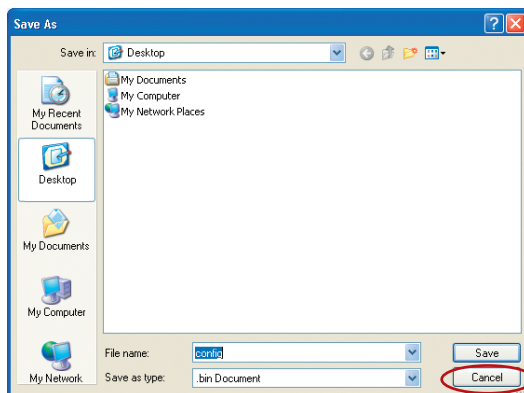 Save As
Save in: Desktop
My Documents
My Computer
My Network Places
My Recent
Documents
Desktop
My Documents
My Computer
My Network
File name: config
Save as type: .bin Document
Save
Cancel